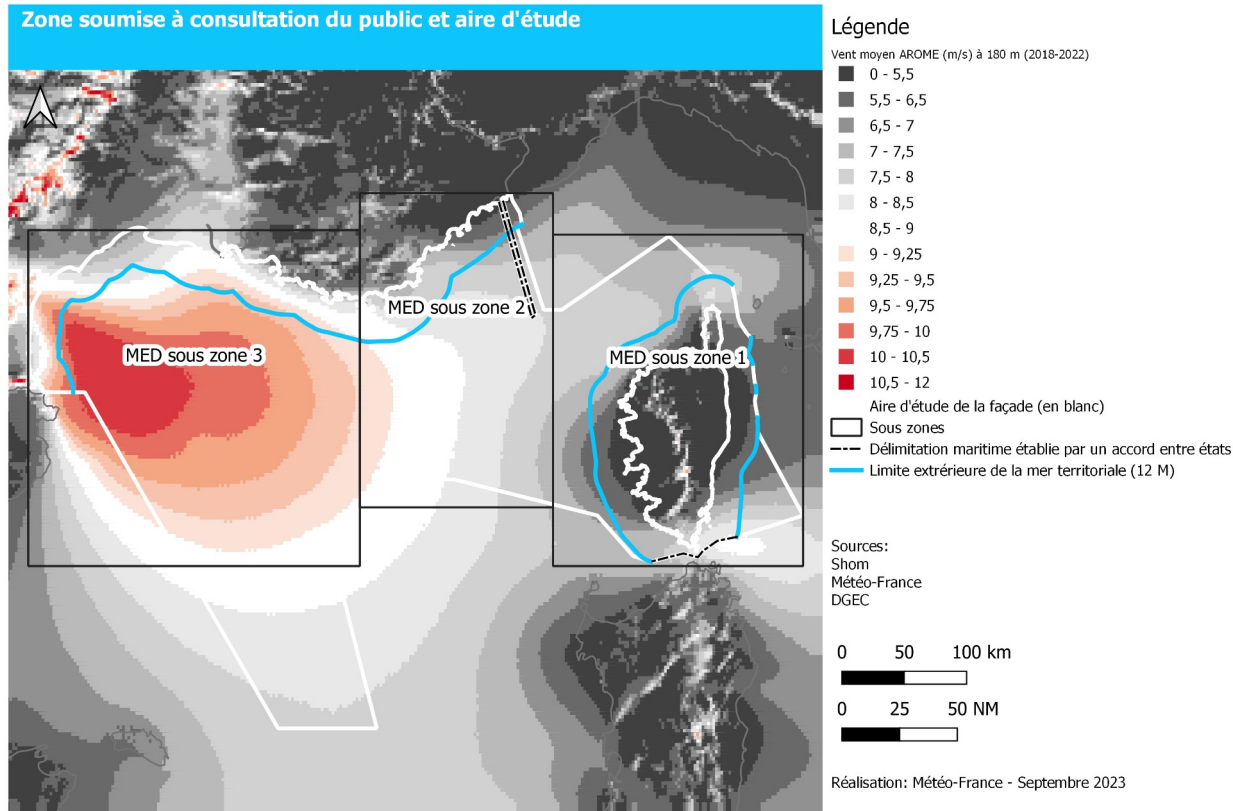 Zone soumise à consultation du public et aire d'étude
MED sous zone 2
MED sous zone 3
MED sous zone 1
Légende
Vent moyen AROME (m/s) à 180 m (2018-2022)
0 - 5,5
5,5 - 6,5
6,5 - 7
7 - 7,5
7,5 - 8
8 - 8,5
8,5 - 9
9 - 9,25
9,25 - 9,5
9,5 - 9,75
9,75 - 10
10 - 10,5
10,5 - 12
Aire d'étude de la façade (en blanc)
Sous zones
Délimitation maritime établie par un accord entre états
Limite extérieure de la mer territoriale (12 M)
Sources:
Shom
Météo-France
DGEC
0 50 100 km
0 25 50 NM
Réalisation: Météo-France - Septembre 2023